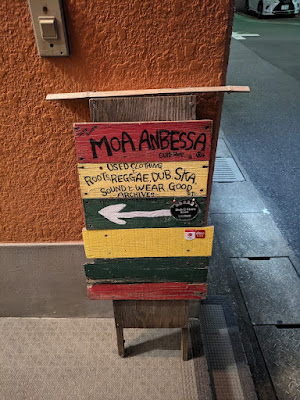 MOA ANBESSA
USED CLOTHING
ROOTS REGGAE, DUB, SKA
SOUND & WEAR GOOD
ARCHIVES